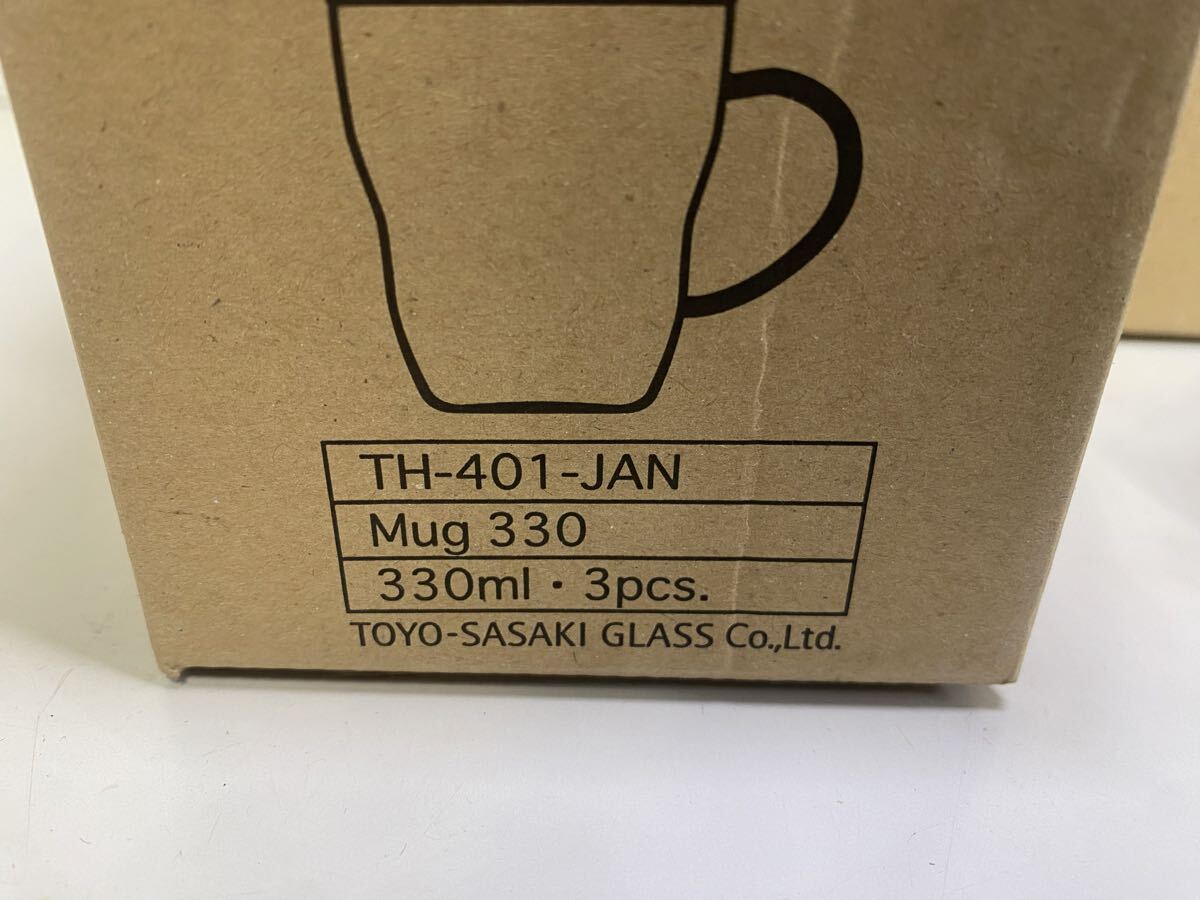 TH-401-JAN
Mug 330
330ml・3pcs.
TOYO-SASAKI GLASS Co.,Ltd.